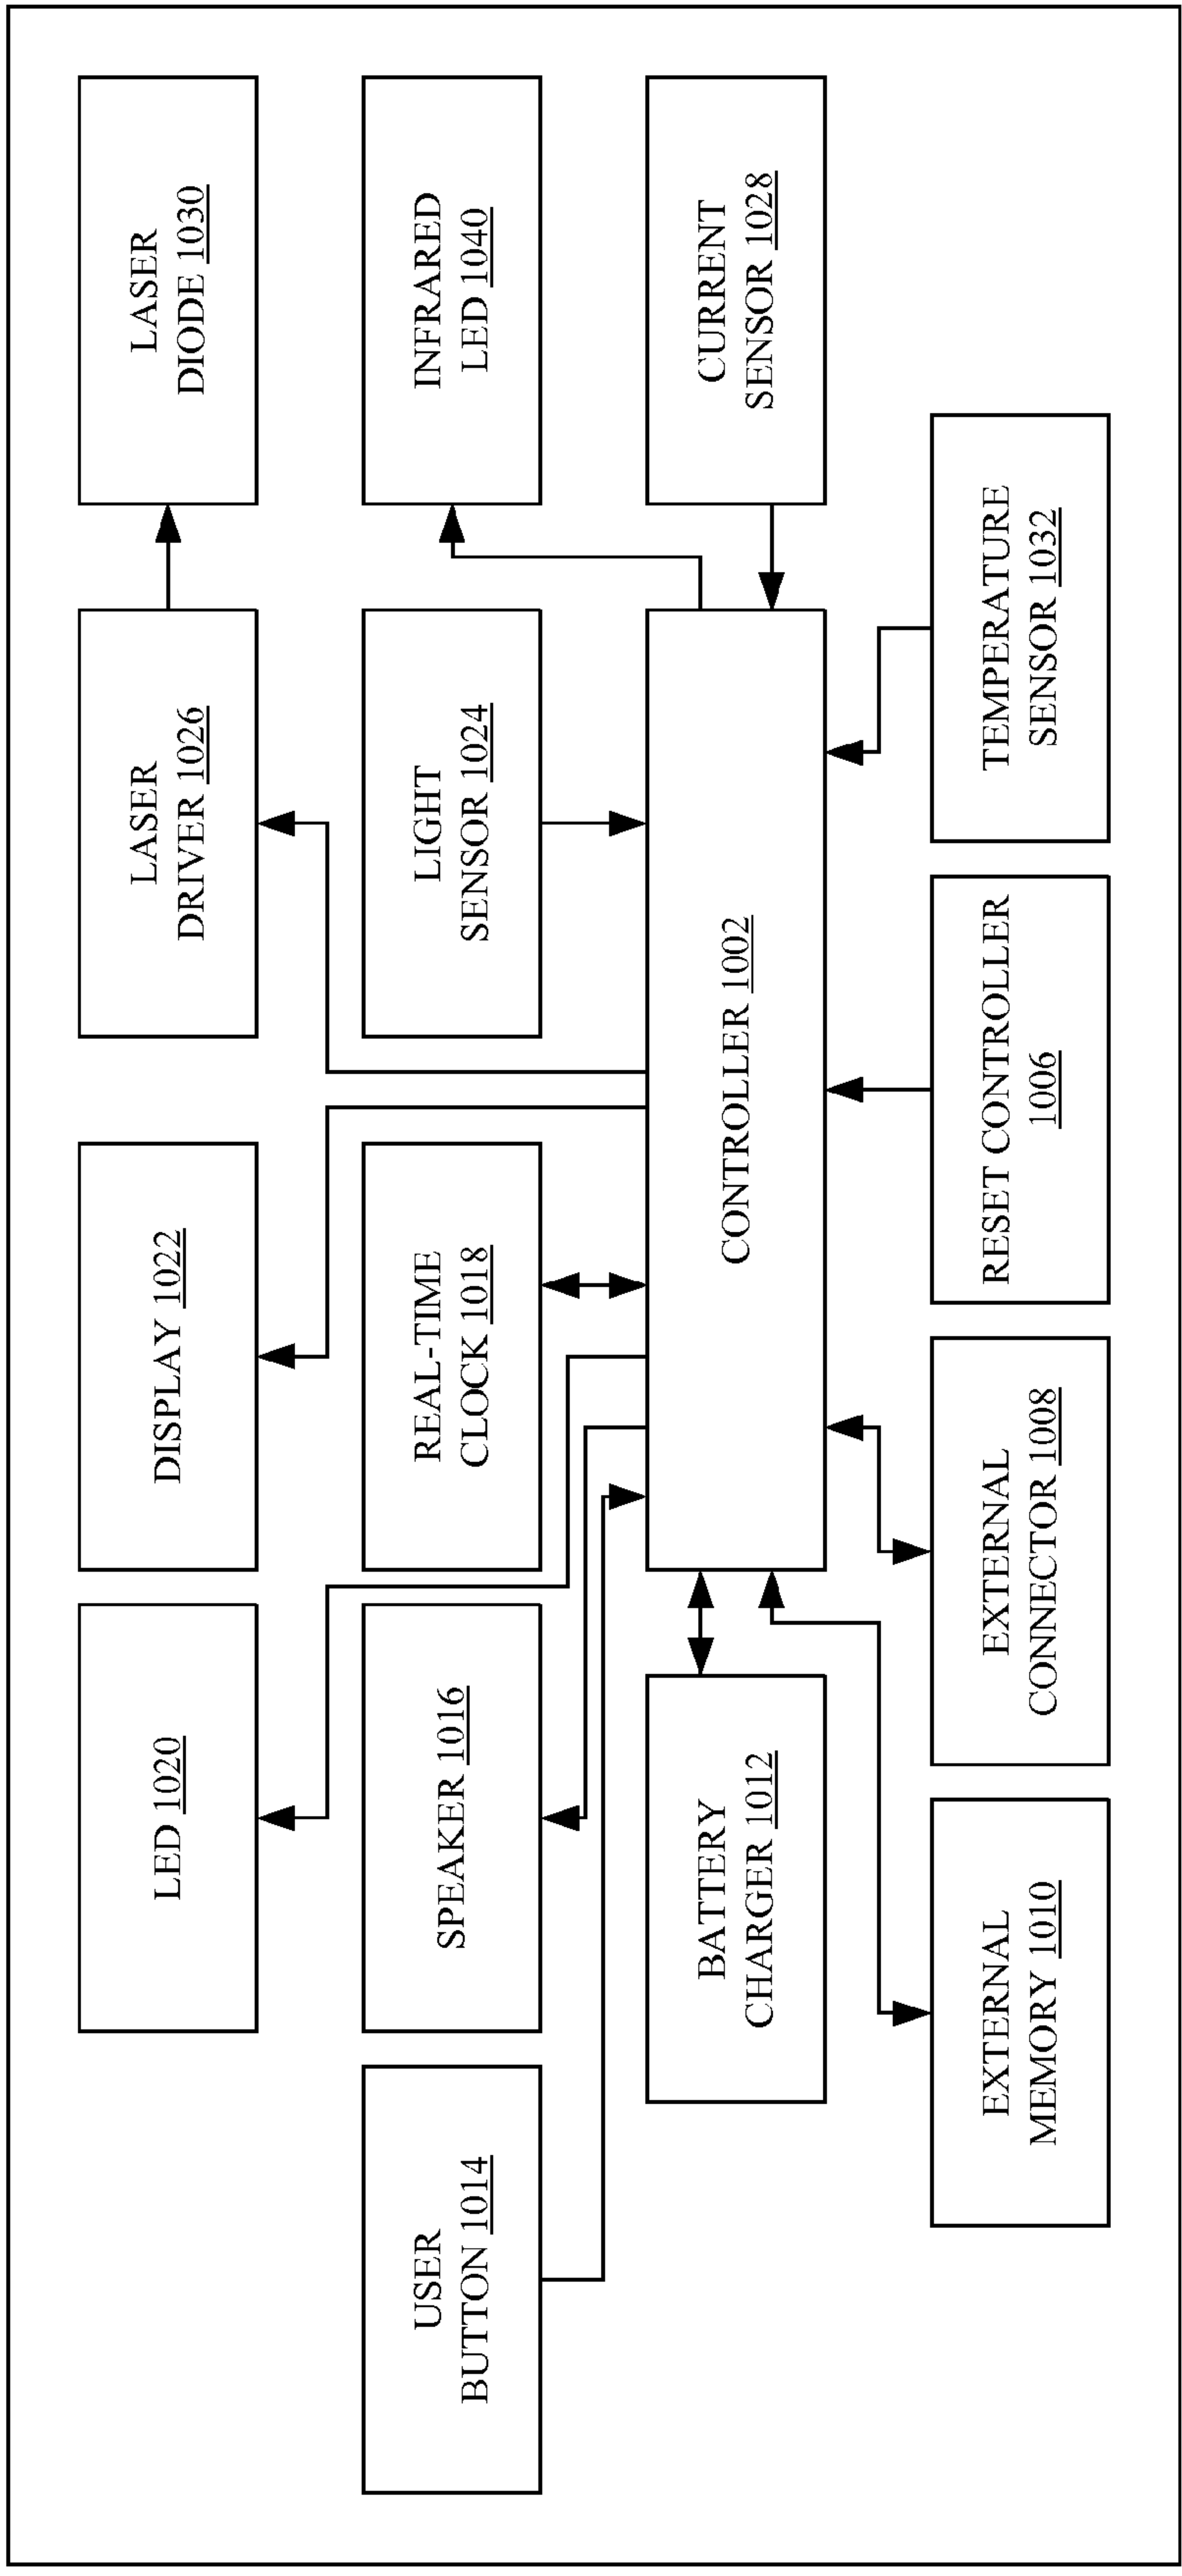 LED 1020
DISPLAY 1022
LASER
DRIVER 1026
LASER
DIODE 1030
USER
BUTTON 1014
SPEAKER 1016
REAL-TIME
CLOCK 1018
LIGHT
SENSOR 1024
INFRARED
LED 1040
BATTERY
CHARGER 1012
CONTROLLER 1002
CURRENT
SENSOR 1028
EXTERNAL
MEMORY 1010
EXTERNAL
CONNECTOR 1008
RESET CONTROLLER
1006
TEMPERATURE
SENSOR 1032